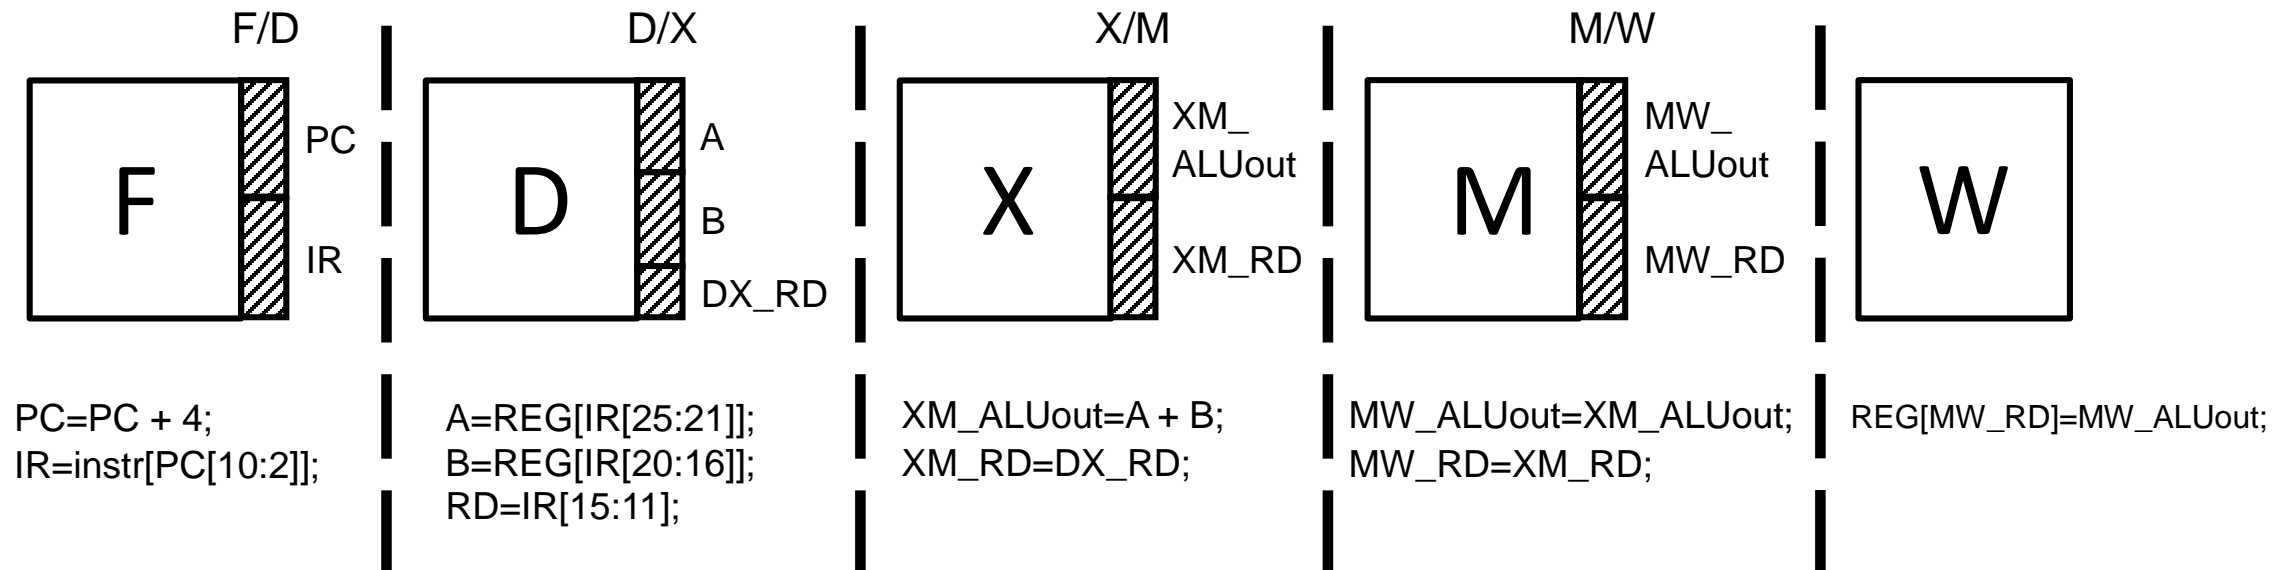 F/D
D/X
X/M
M/W
F
PC
IR
D
A
B
DX_RD
X
XM_
ALUout
XM_RD
M
MW_
ALUout
MW_RD
W
PC=PC + 4;
IR=instr[PC[10:2]];
A=REG[IR[25:21]];
B=REG[IR[20:16]];
RD=IR[15:11];
XM_ALUout=A + B;
XM_RD=DX_RD;
MW_ALUout=XM_ALUout;
MW_RD=XM_RD;
REG[MW_RD]=MW_ALUout;